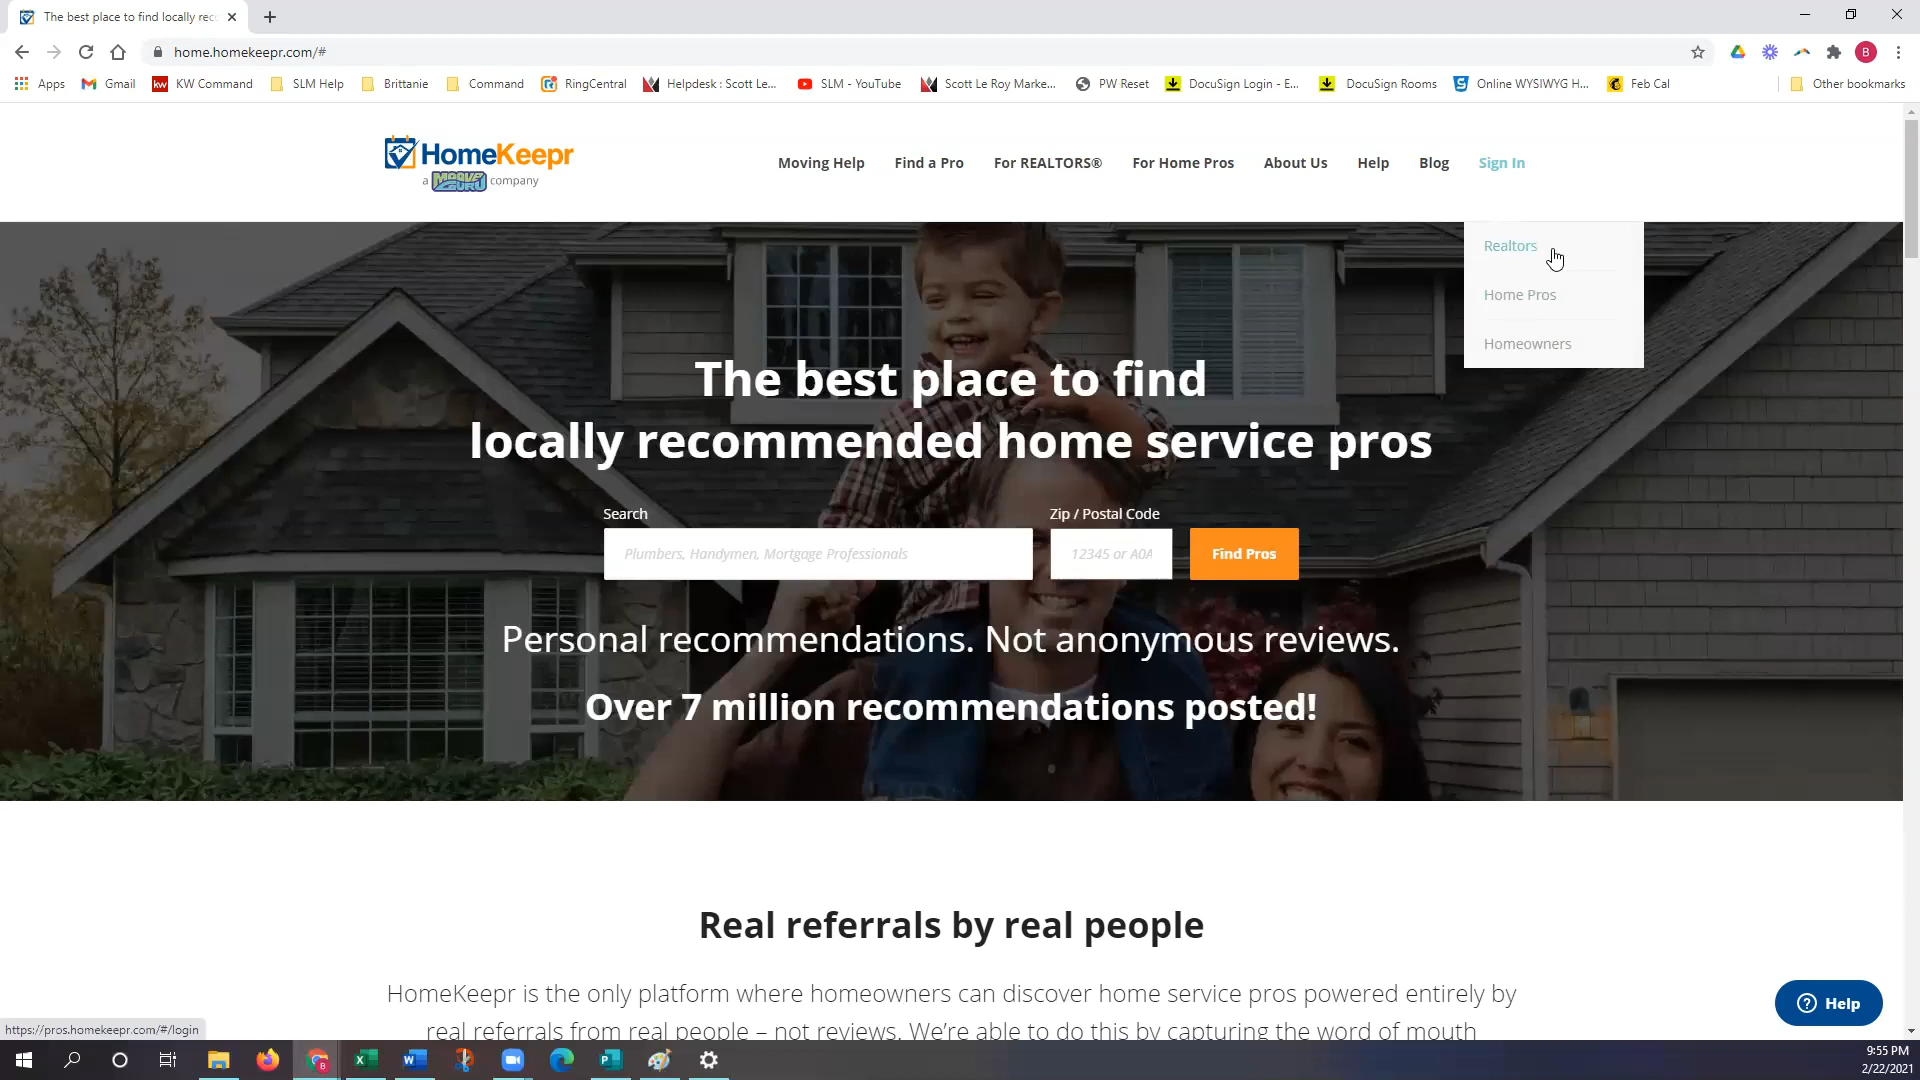 The best place to find locally rec
home.homekeepr.com/#
B
Apps
Gmail
kw
KW Command
SLM Help
Brittanie
Command
RingCentral
Helpdesk : Scott Le...
SLM - YouTube
Scott Le Roy Marke...
PW Reset
DocuSign Login - E...
DocuSign Rooms
Online WYSIWYG H...
Feb Cal
Other bookmarks
HomeKeepr
a MOOVEGURU company
Moving Help
Find a Pro
For REALTORS®
For Home Pros
About Us
Help
Blog
Sign In
Realtors
Home Pros
Homeowners
The best place to find
locally recommended home service pros
Search
Zip / Postal Code
Plumbers, Handymen, Mortgage Professionals
12345 or A0A
Find Pros
Personal recommendations. Not anonymous reviews.
Over 7 million recommendations posted!
Real referrals by real people
HomeKeepr is the only platform where homeowners can discover home service pros powered entirely by
real referrals from real people – not reviews. We're able to do this by capturing the word of mouth
Help
https://pros.homekeepr.com/#/login
9:55 PM
2/22/2021